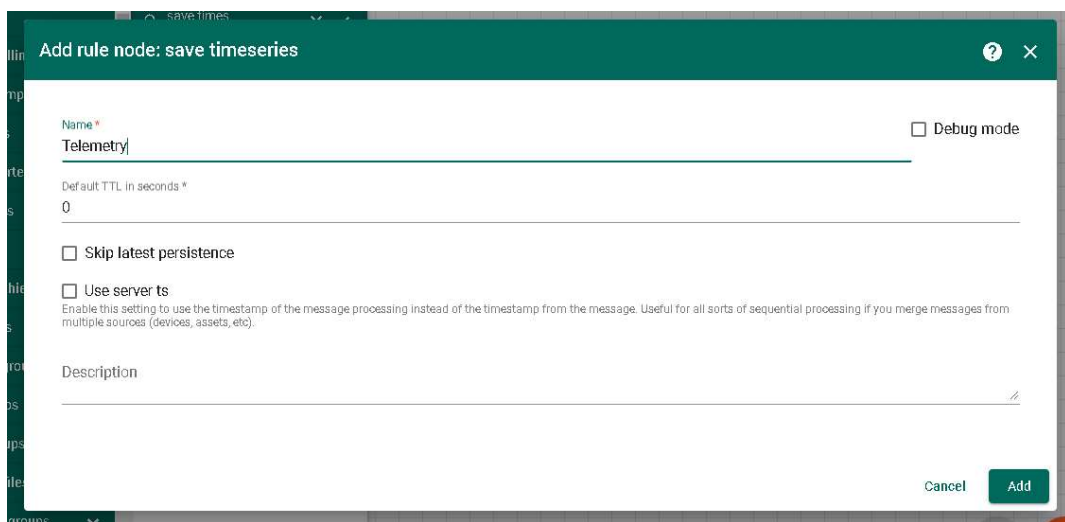 save times
Add rule node: save timeseries
Name *
Telemetry
Debug mode
Default TTL in seconds *
0
Skip latest persistence
Use server ts
Enable this setting to use the timestamp of the message processing instead of the timestamp from the message. Useful for all sorts of sequential processing if you merge messages from
multiple sources (devices, assets, etc).
Description
Cancel
Add